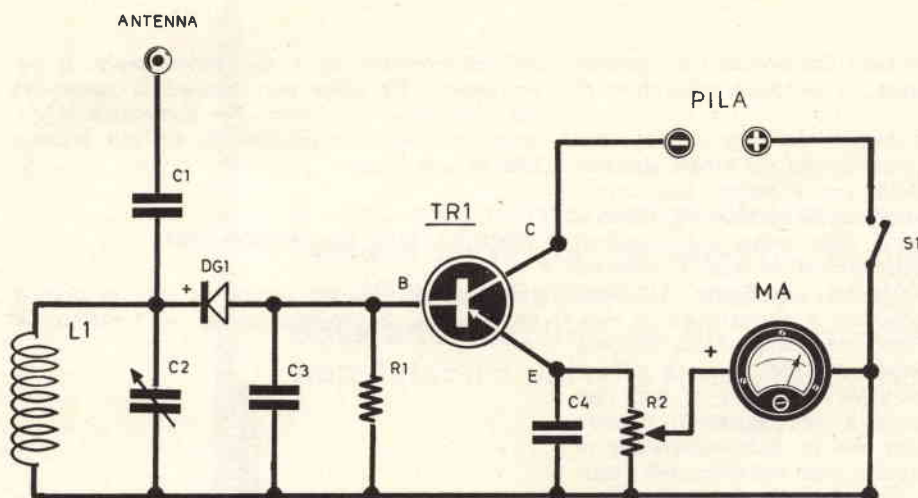 ANTENNA
PILA
C1
TR1
C
S1
DG1
+
B
MA
L1
C2
C3
R1
E
C4
R2
+
- +